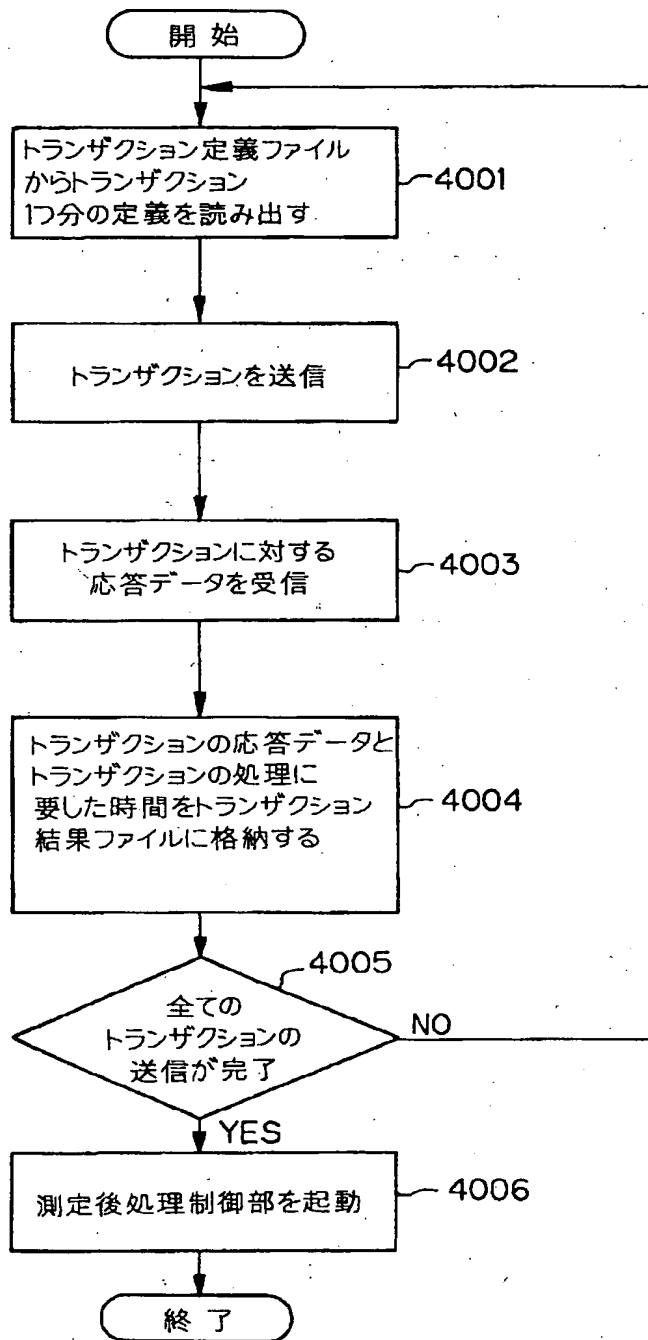 開始
トランザクション定義ファイル
からトランザクション
1つ分の定義を読み出す
4001
トランザクションを送信
4002
トランザクションに対する
応答データを受信
4003
トランザクションの応答データと
トランザクションの処理に
要した時間をトランザクション
結果ファイルに格納する
4004
4005
全ての
トランザクションの
送信が完了
NO
YES
測定後処理制御部を起動
4006
終了